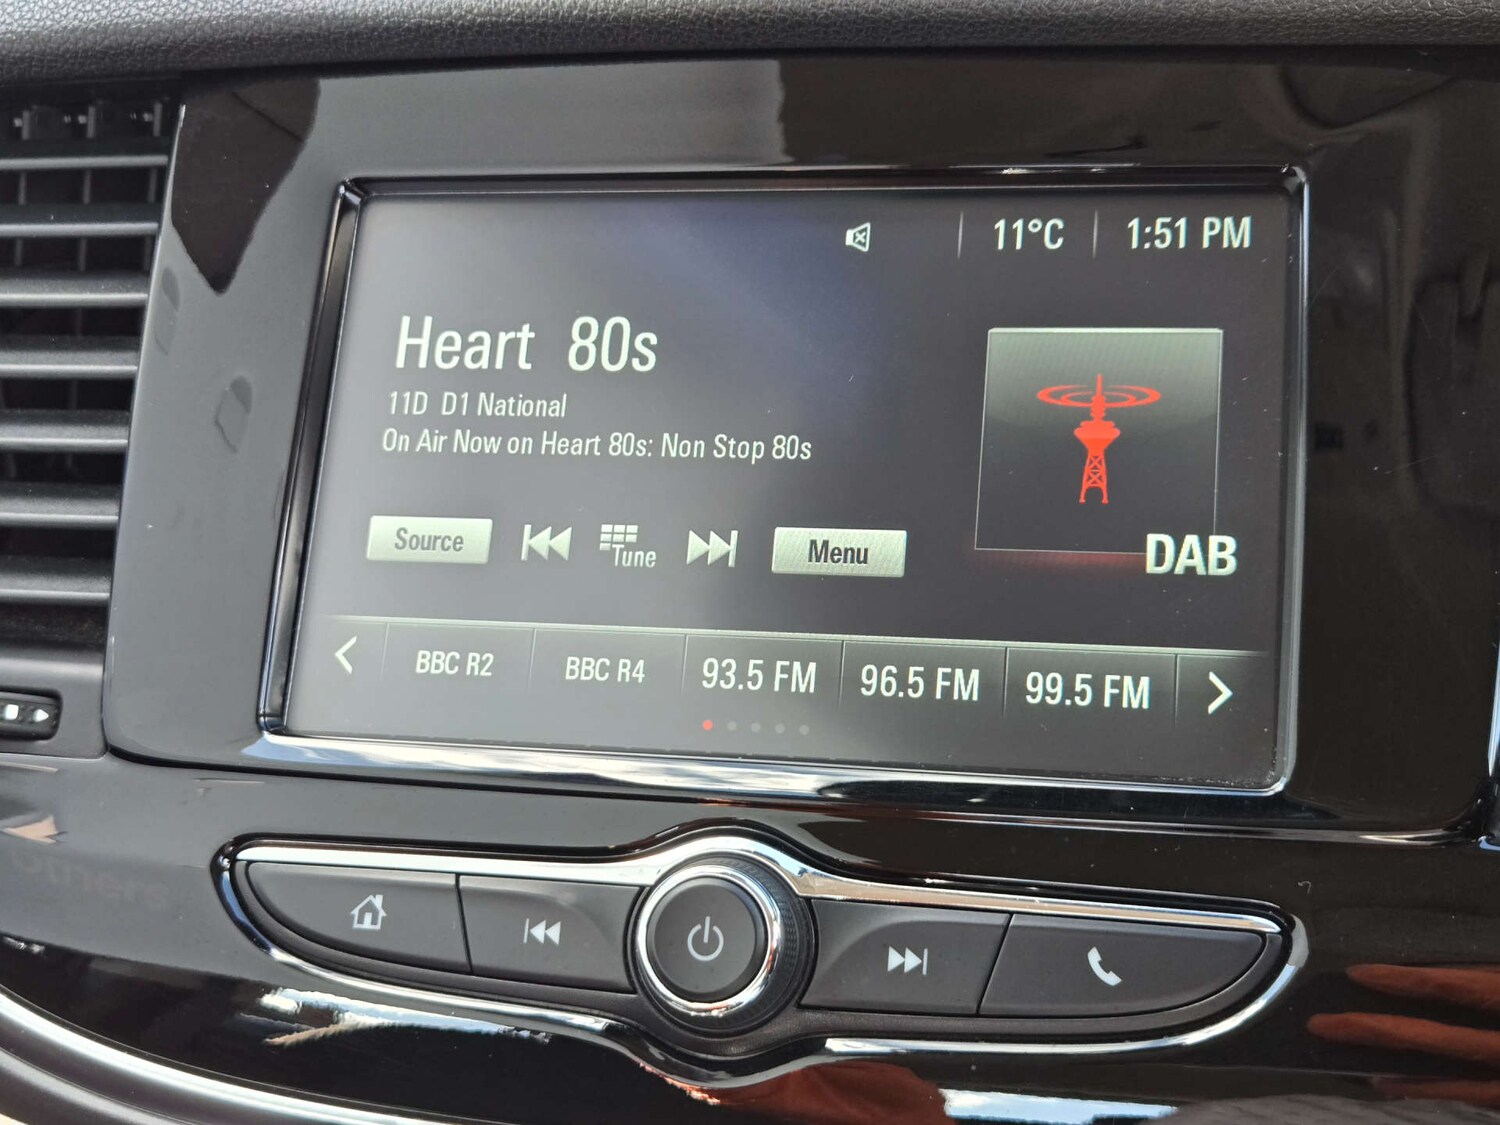 11°C 1:51 PM
Heart 80s
11D D1 National
On Air Now on Heart 80s: Non Stop 80s
Source Tune Menu
DAB
BBC R2 BBC R4 93.5 FM 96.5 FM 99.5 FM